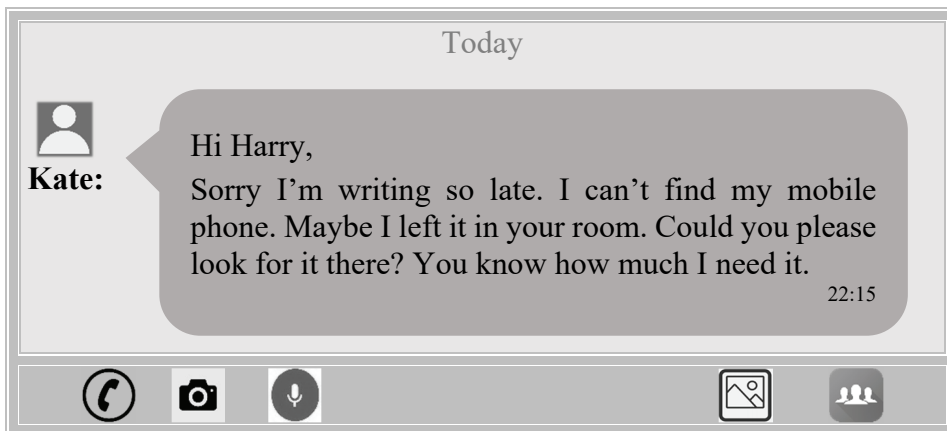 Today
Kate:
Hi Harry,
Sorry I’m writing so late. I can’t find my mobile
phone. Maybe I left it in your room. Could you please
look for it there? You know how much I need it.
22:15